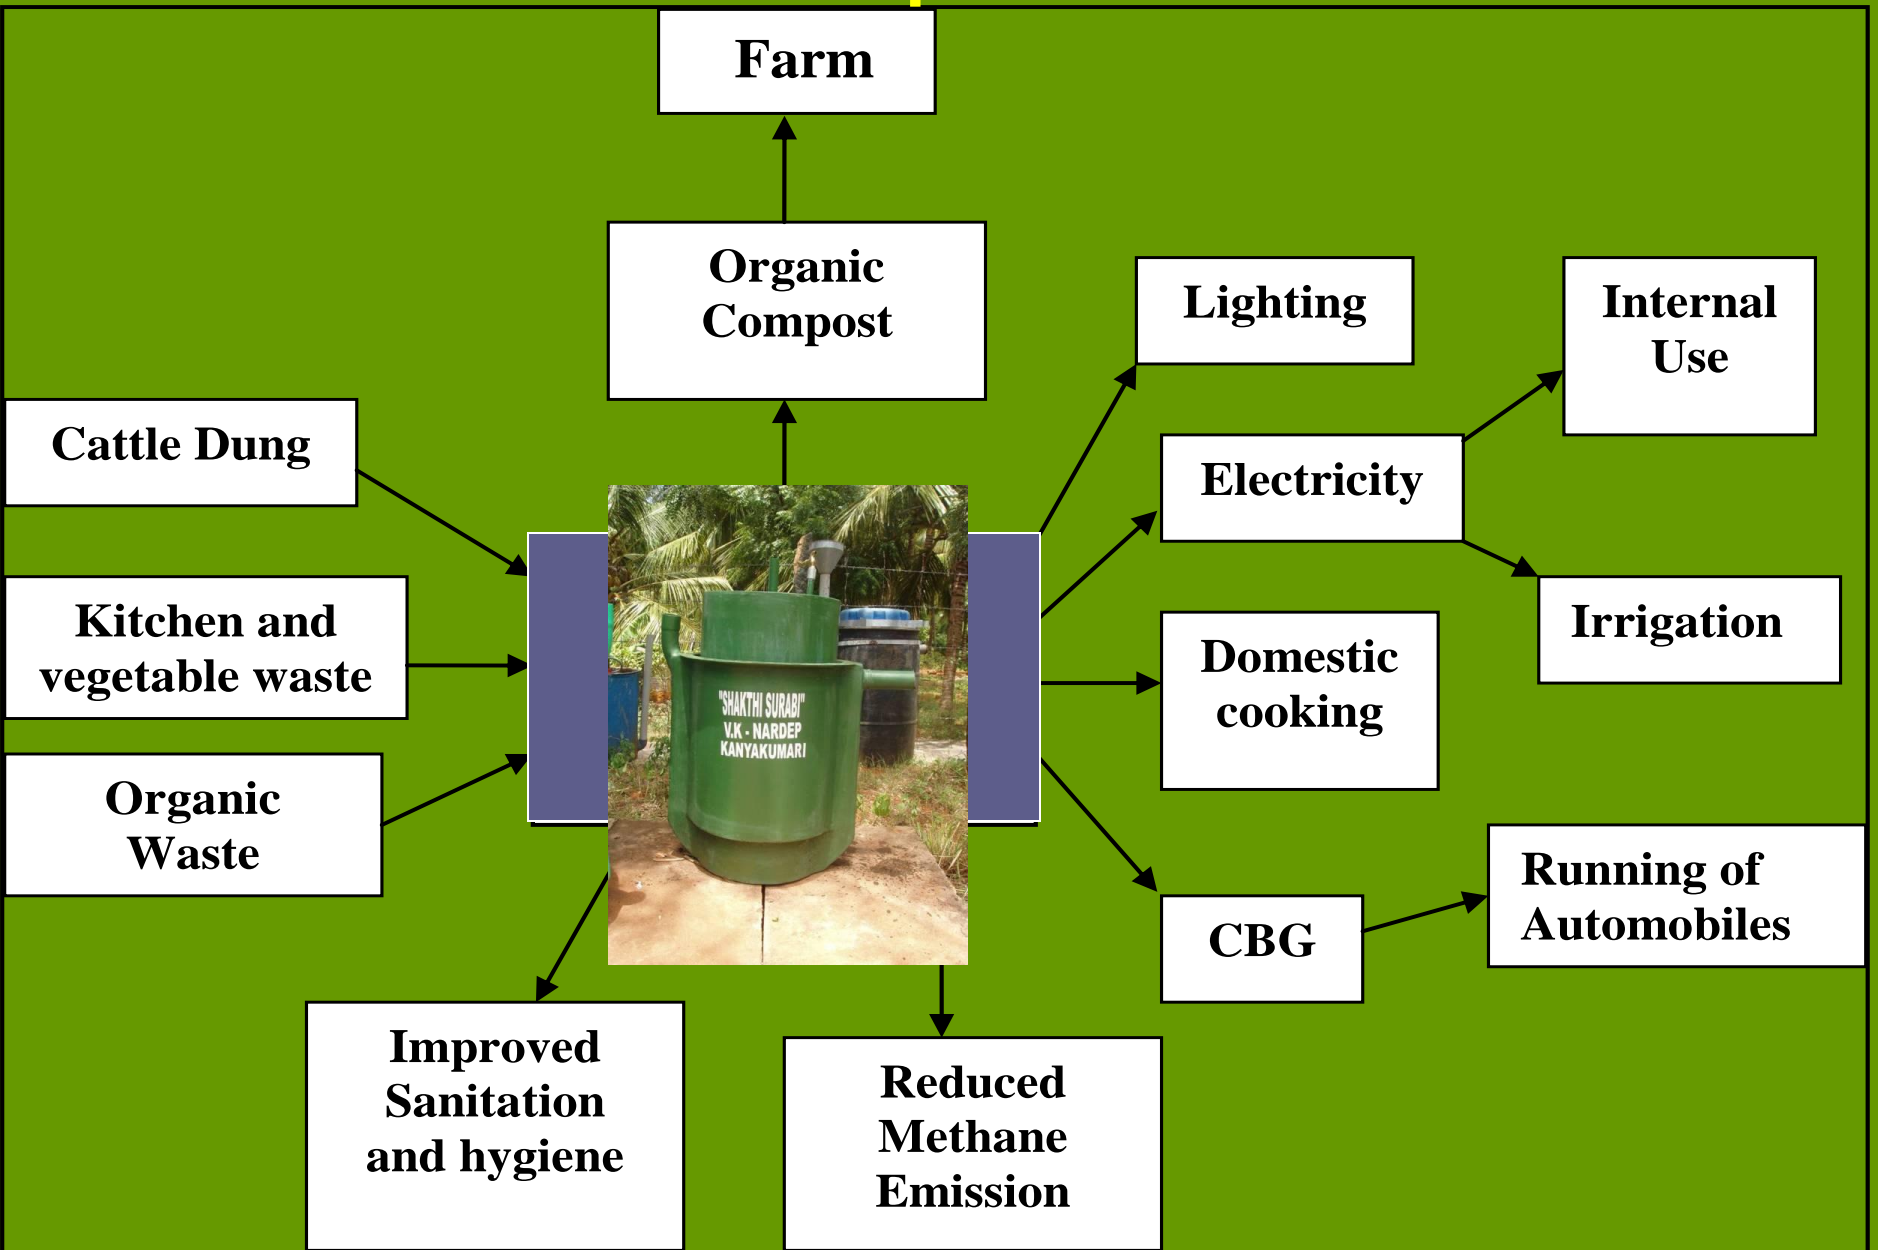 Farm
Organic
Compost
Lighting
Internal
Use
Cattle Dung
Electricity
Kitchen and
vegetable waste
Irrigation
Domestic
cooking
"SHAKTHI SURABI"
V.K - NARDEP
KANYAKUMARI
Organic
Waste
Running of
Automobiles
CBG
Improved
Sanitation
and hygiene
Reduced
Methane
Emission